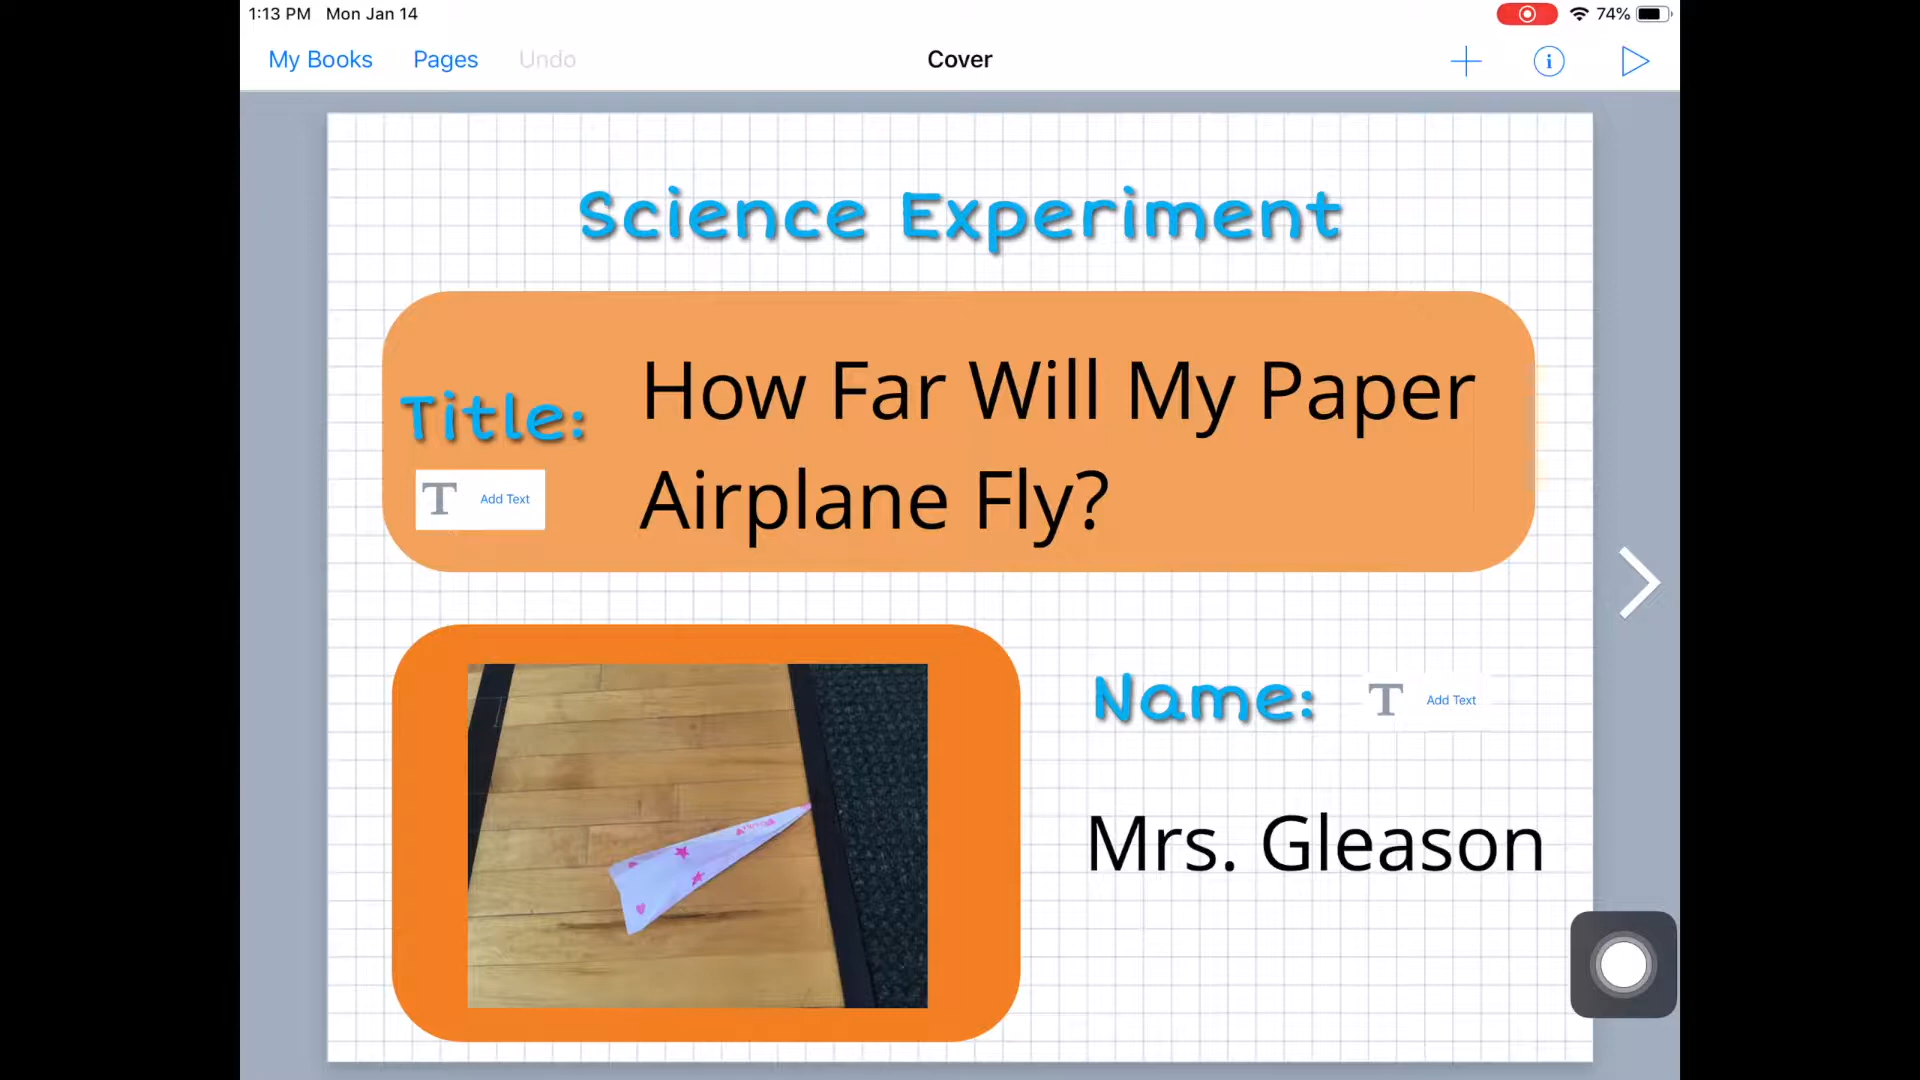 1:13 PM Mon Jan 14 74%
My Books Pages Undo Cover
Science Experiment
Title: How Far Will My Paper
Airplane Fly?
T Add Text
Name: T Add Text
Mrs. Gleason